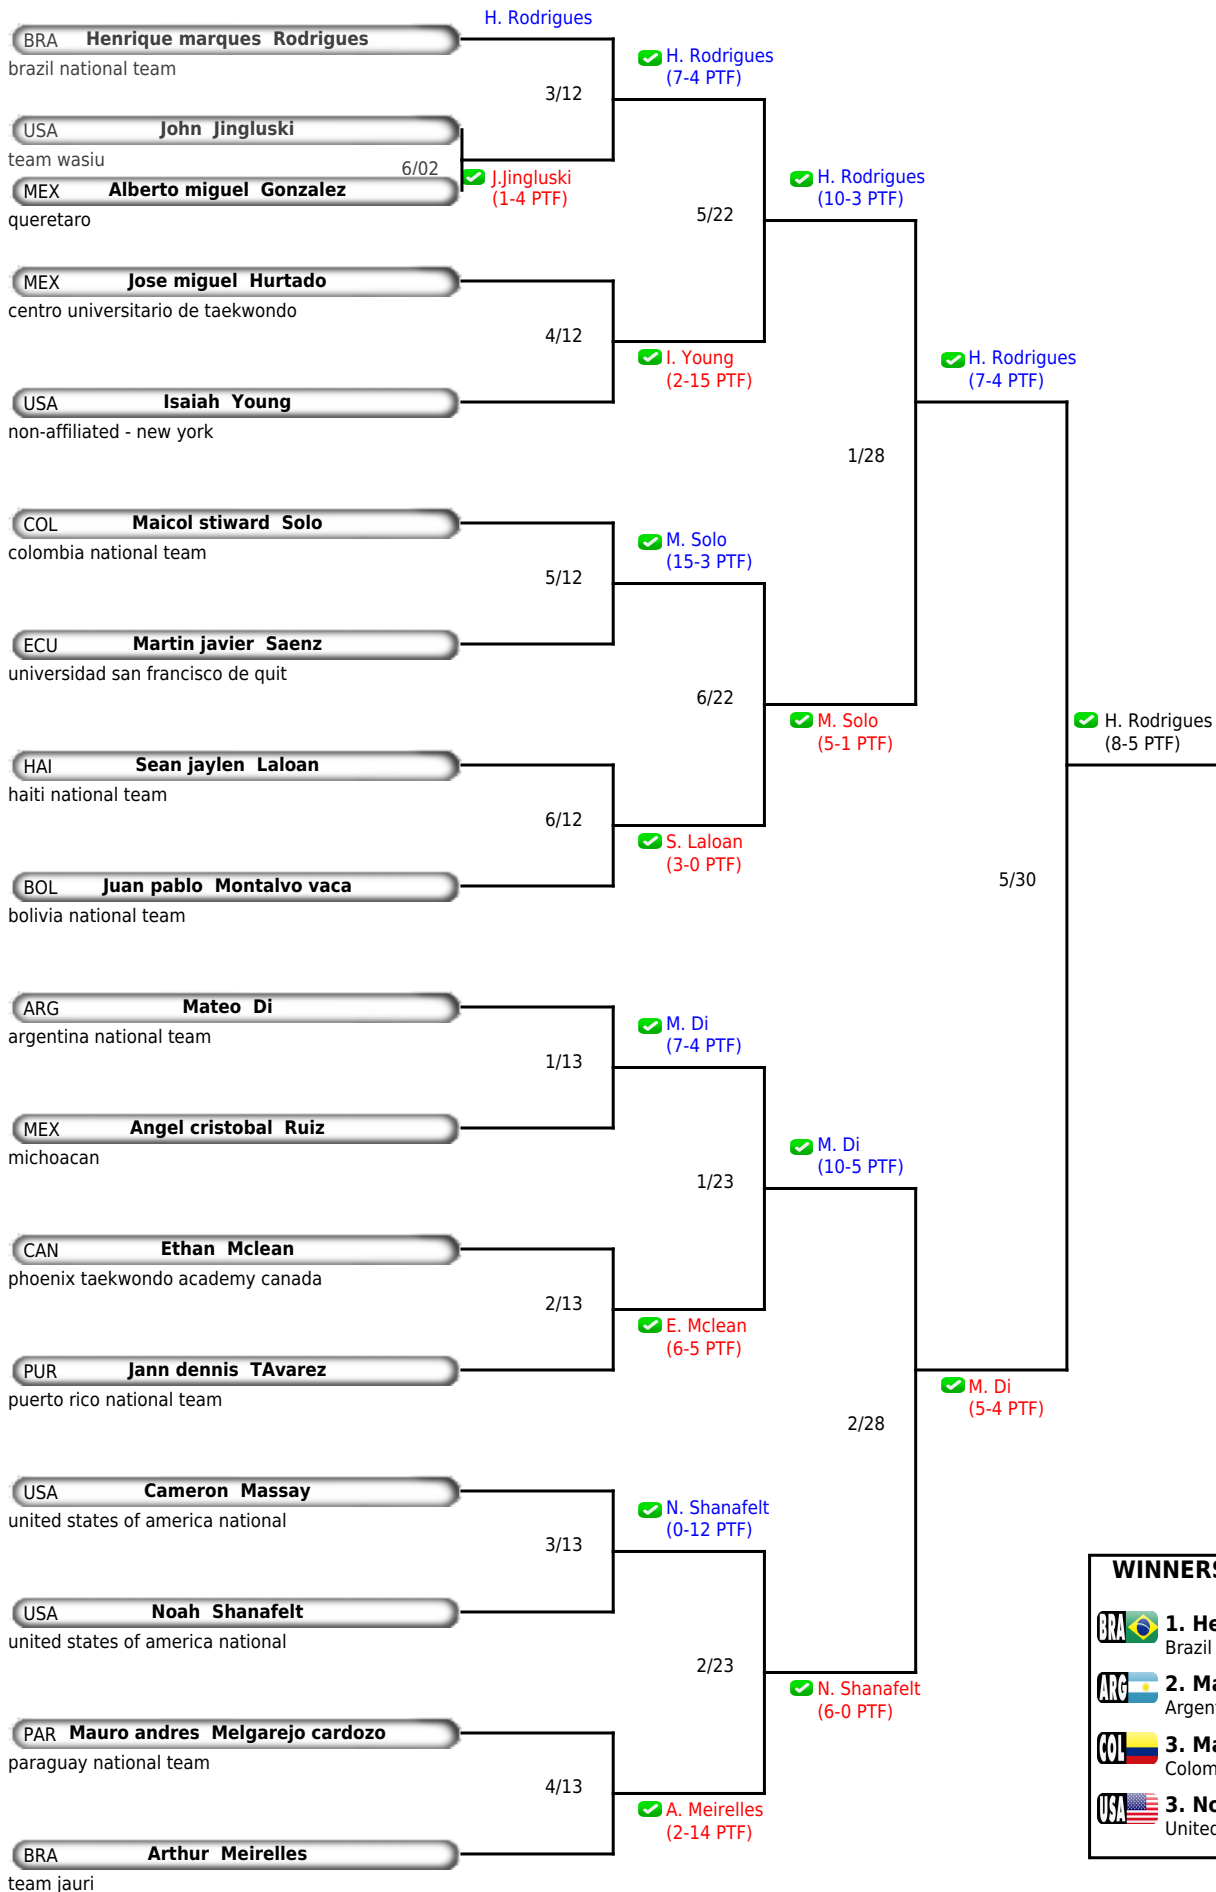 H. Rodrigues
BRA Henrique marques  Rodrigues
brazil national team
H. Rodrigues
(7-4 PTF)
3/12
USA John  Jingluski
team wasiu
6/02
MEX Alberto miguel  Gonzalez
queretaro
J.Jingluski
(1-4 PTF)
H. Rodrigues
(10-3 PTF)
5/22
MEX Jose miguel  Hurtado
centro universitario de taekwondo
4/12
I. Young
(2-15 PTF)
USA Isaiah  Young
non-affiliated - new york
H. Rodrigues
(7-4 PTF)
1/28
COL Maicol stiward  Solo
colombia national team
M. Solo
(15-3 PTF)
5/12
ECU Martin javier  Saenz
universidad san francisco de quit
6/22
M. Solo
(5-1 PTF)
H. Rodrigues
(8-5 PTF)
HAI Sean jaylen  Laloan
haiti national team
6/12
S. Laloan
(3-0 PTF)
BOL Juan pablo  Montalvo vaca
bolivia national team
5/30
ARG Mateo  Di
argentina national team
M. Di
(7-4 PTF)
1/13
MEX Angel cristobal  Ruiz
michoacan
M. Di
(10-5 PTF)
1/23
CAN Ethan  Mclean
phoenix taekwondo academy canada
2/13
E. Mclean
(6-5 PTF)
PUR Jann dennis  TAvarez
puerto rico national team
M. Di
(5-4 PTF)
2/28
USA Cameron  Massay
united states of america national
N. Shanafelt
(0-12 PTF)
3/13
USA Noah  Shanafelt
united states of america national
2/23
N. Shanafelt
(6-0 PTF)
PAR Mauro andres  Melgarejo cardozo
paraguay national team
4/13
A. Meirelles
(2-14 PTF)
BRA Arthur  Meirelles
team jauri
WINNERS
BRA 1. He
Brazil
ARG 2. Ma
Argen
COL 3. Ma
Colom
USA 3. No
United